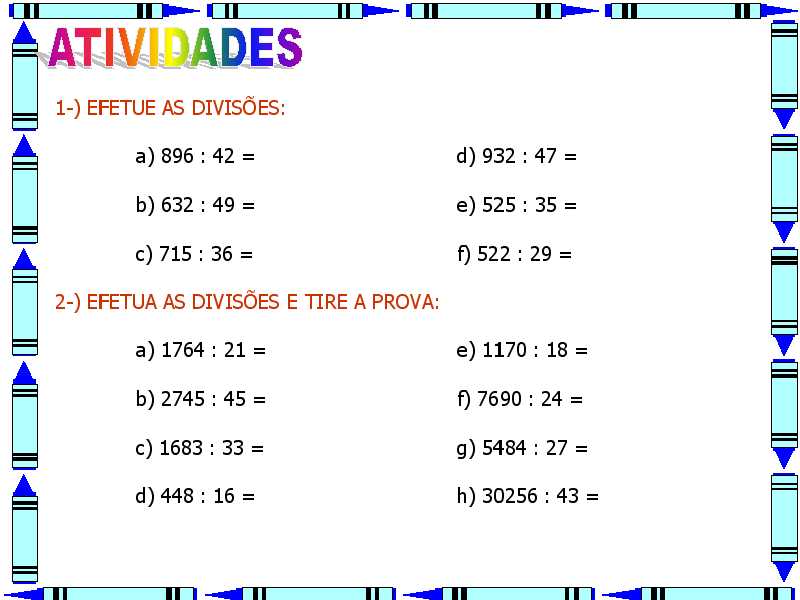 ATIVIDADES
1-) EFETUE AS DIVISÕES:
a) 896 : 42 =
d) 932 : 47 =
b) 632 : 49 =
e) 525 : 35 =
c) 715 : 36 =
f) 522 : 29 =
2-) EFETUA AS DIVISÕES E TIRE A PROVA:
a) 1764 : 21 =
e) 1170 : 18 =
b) 2745 : 45 =
f) 7690 : 24 =
c) 1683 : 33 =
g) 5484 : 27 =
d) 448 : 16 =
h) 30256 : 43 =